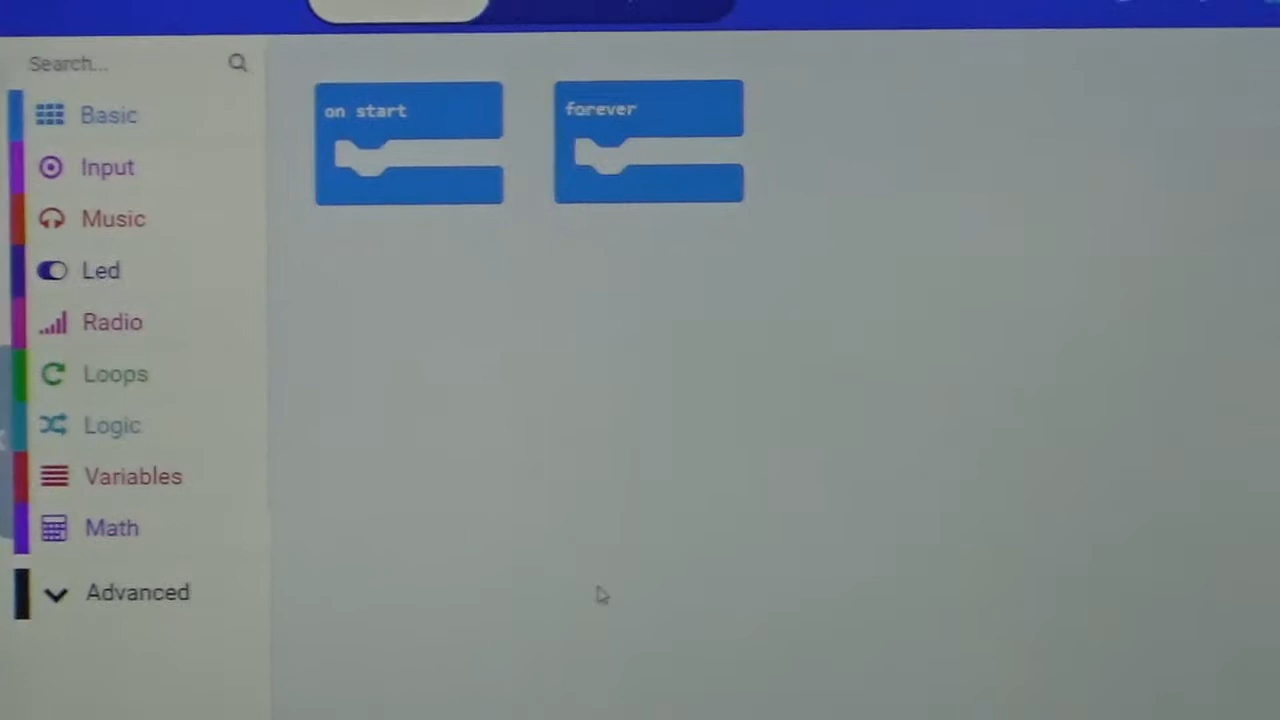 Search...
Basic
Input
Music
Led
Radio
Loops
Logic
Variables
Math
Advanced
on start
forever